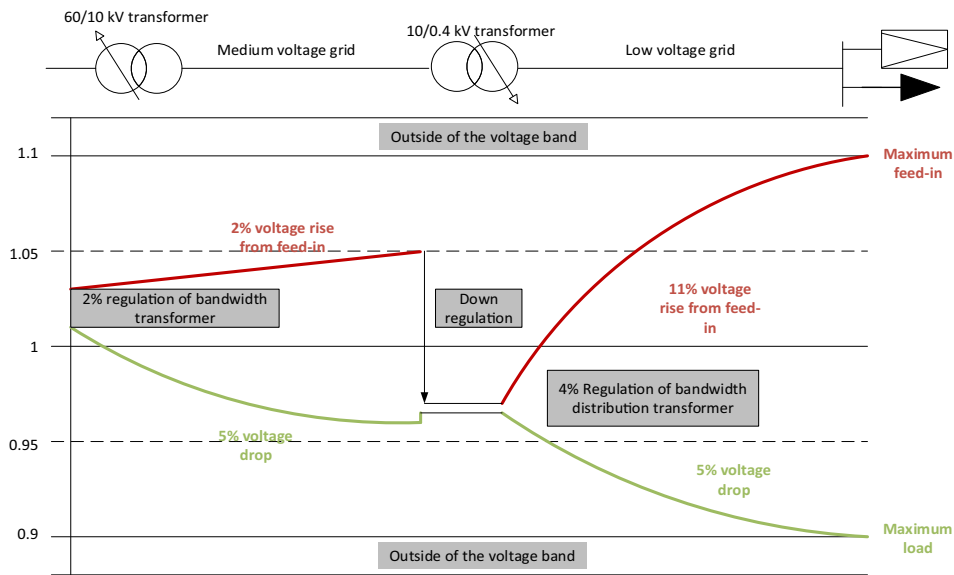 60/10 kV transformer
Medium voltage grid
10/0.4 kV transformer
Low voltage grid
Outside of the voltage band
1.1
Maximum
feed-in
2% voltage rise
from feed-in
1.05
2% regulation of bandwidth
transformer
Down
regulation
11% voltage
rise from feed-
in
1
4% Regulation of bandwidth
distribution transformer
5% voltage
drop
0.95
5% voltage
drop
0.9
Maximum
load
Outside of the voltage band